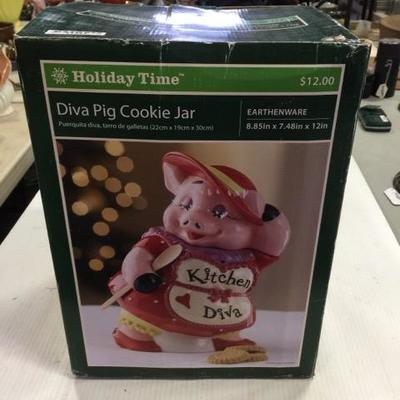 Holiday Time™
$12.00
Diva Pig Cookie Jar
Puerquita diva, tarro de galletas (22cm x 19cm x 30cm)
EARTHENWARE
8.85in x 7.48in x 12in
Kitchen
Diva